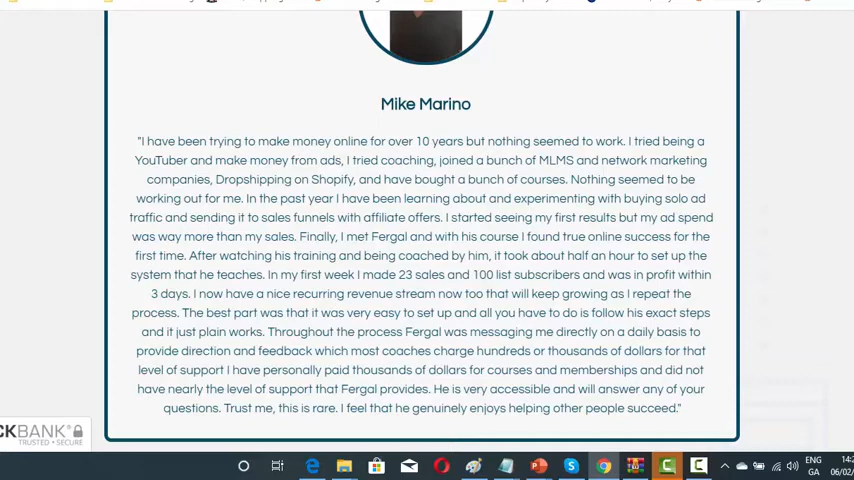 Mike Marino
"I have been trying to make money online for over 10 years but nothing seemed to work. I tried being a
YouTuber and make money from ads, I tried coaching, joined a bunch of MLMS and network marketing
companies, Dropshipping on Shopify, and have bought a bunch of courses. Nothing seemed to be
working out for me. In the past year I have been learning about and experimenting with buying solo ad
traffic and sending it to sales funnels with affiliate offers. I started seeing my first results but my ad spend
was way more than my sales. Finally, I met Fergal and with his course I found true online success for the
first time. After watching his training and being coached by him, it took about half an hour to set up the
system that he teaches. In my first week I made 23 sales and 100 list subscribers and was in profit within
3 days. I now have a nice recurring revenue stream now too that will keep growing as I repeat the
process. The best part was that it was very easy to set up and all you have to do is follow his exact steps
and it just plain works. Throughout the process Fergal was messaging me directly on a daily basis to
provide direction and feedback which most coaches charge hundreds or thousands of dollars for that
level of support I have personally paid thousands of dollars for courses and memberships and did not
have nearly the level of support that Fergal provides. He is very accessible and will answer any of your
questions. Trust me, this is rare. I feel that he genuinely enjoys helping other people succeed."
CKBANK®
TRUSTED • SECURE
ENG
GA
14:2
06/02/